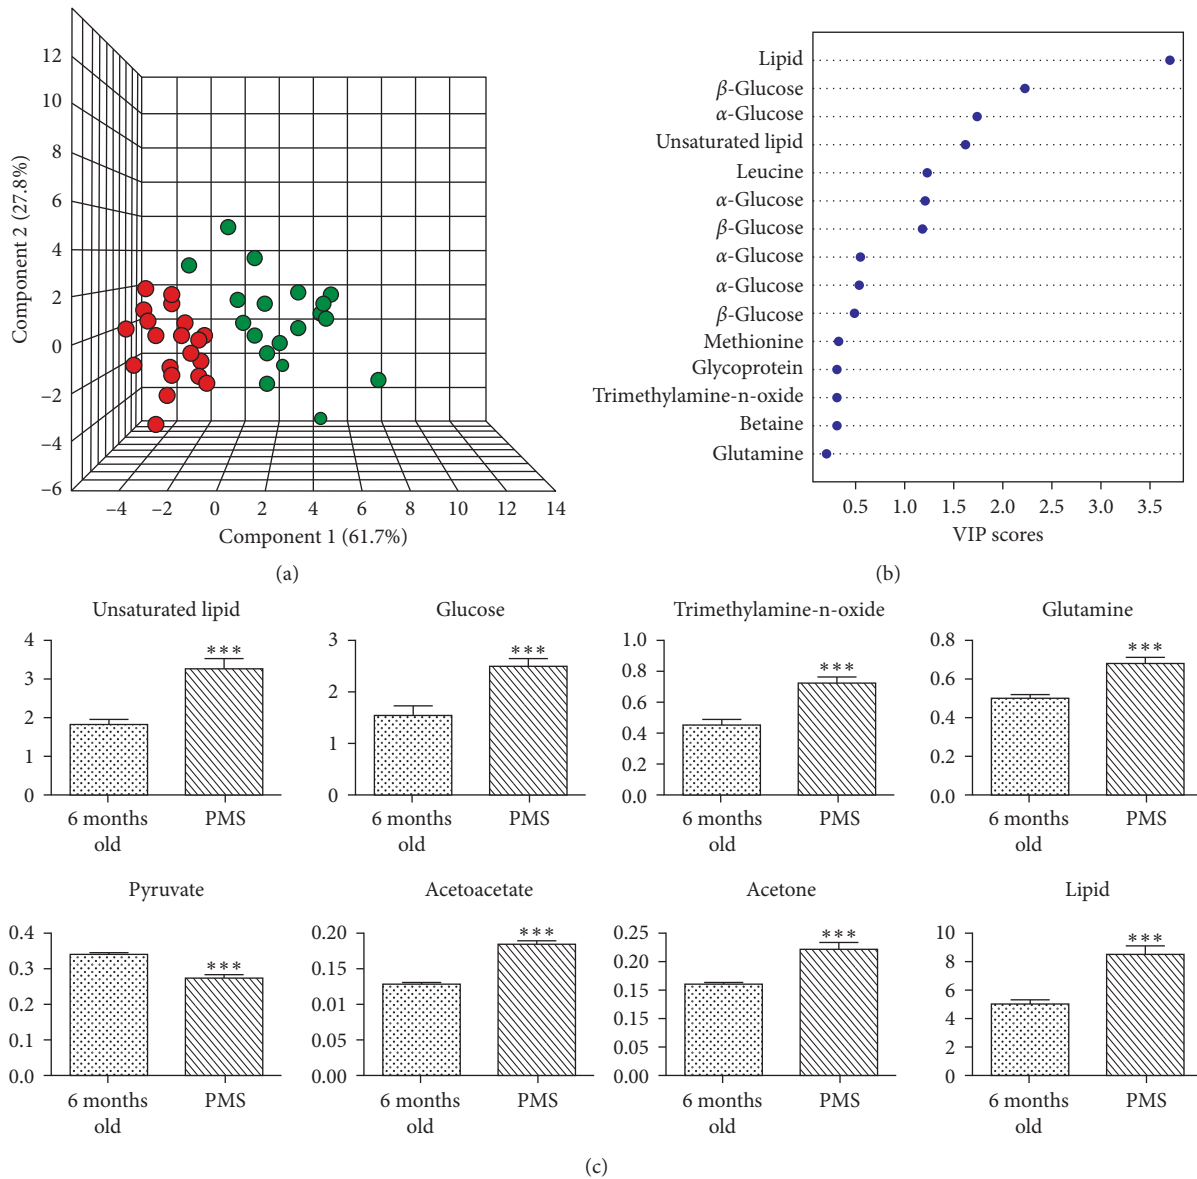 12
10
8
6
4
2
0
−2
−4
−6
Component 2 (27.8%)
−4 −2 0 2 4 6 8 10 12 14
Component 1 (61.7%)
(a)
Lipid
β-Glucose
α-Glucose
Unsaturated lipid
Leucine
α-Glucose
β-Glucose
α-Glucose
α-Glucose
β-Glucose
Methionine
Glycoprotein
Trimethylamine-n-oxide
Betaine
Glutamine
0.5 1.0 1.5 2.0 2.5 3.0 3.5
VIP scores
(b)
Unsaturated lipid
4
3
2
1
0
***
6 months
old
PMS
Glucose
3
2
1
0
***
6 months
old
PMS
Trimethylamine-n-oxide
1.0
0.8
0.6
0.4
0.2
0.0
***
6 months
old
PMS
Glutamine
0.8
0.6
0.4
0.2
0.0
***
6 months
old
PMS
Pyruvate
0.4
0.3
0.2
0.1
0.0
***
6 months
old
PMS
Acetoacetate
0.20
0.15
0.01
0.05
0.00
***
6 months
old
PMS
Acetone
0.25
0.20
0.15
0.15
0.05
0.00
***
6 months
old
PMS
Lipid
10
8
6
4
2
0
***
6 months
old
PMS
(c)